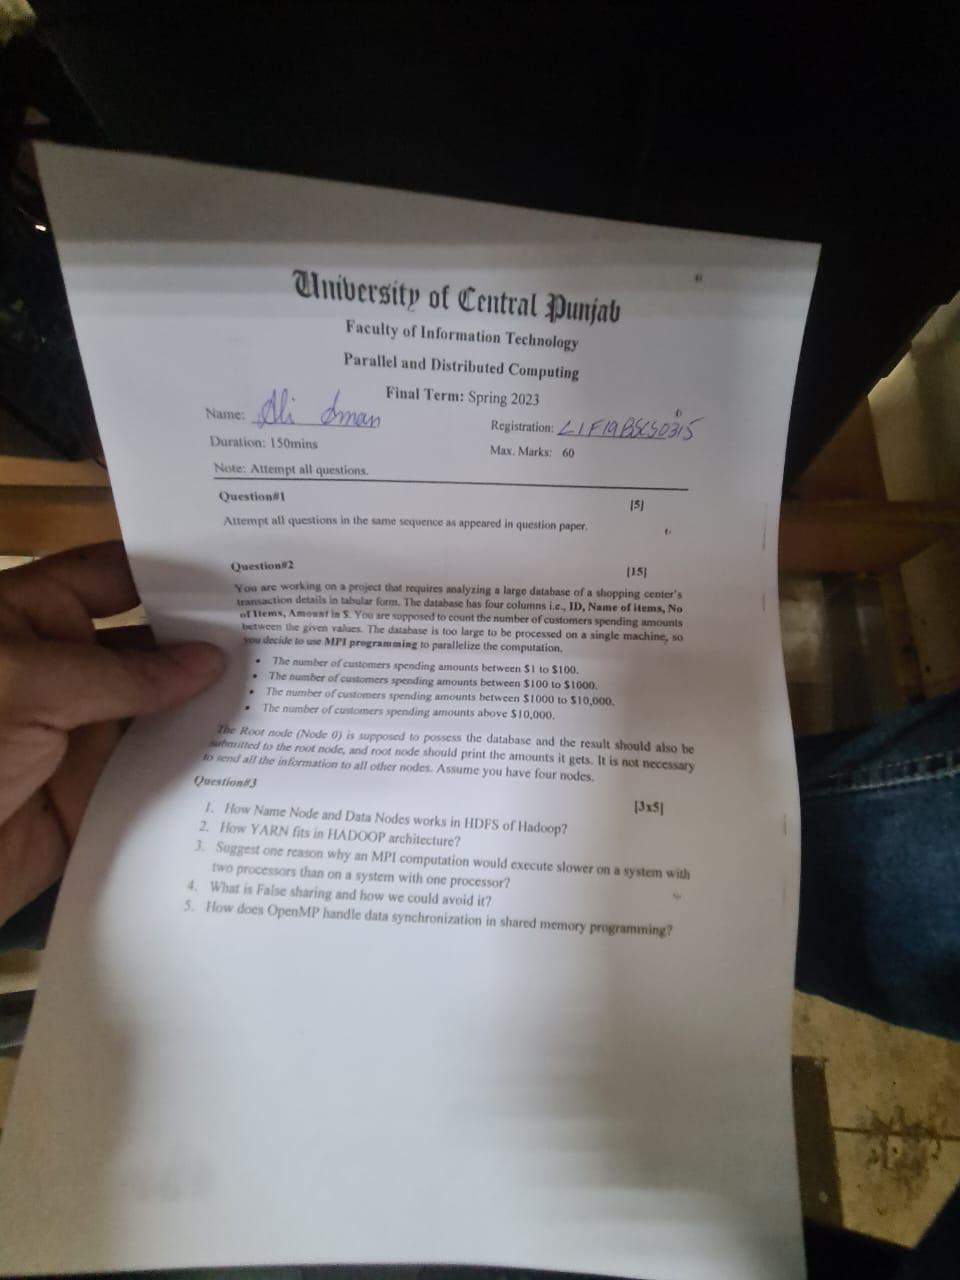 University of Central Punjab
Faculty of Information Technology
Parallel and Distributed Computing
Final Term: Spring 2023
Name: Ali Iman
Registration: L1F19BSCS0315
Duration: 150mins
Max. Marks: 60
Note: Attempt all questions.
Question#1 [5]
Attempt all questions in the same sequence as appeared in question paper.
Question#2 [15]
You are working on a project that requires analyzing a large database of a shopping center's
transaction details in tabular form. The database has four columns i.e., ID, Name of items, No
of Items, Amount in $. You are supposed to count the number of customers spending amounts
between the given values. The database is too large to be processed on a single machine, so
you decide to use MPI programming to parallelize the computation.
• The number of customers spending amounts between $1 to $100.
• The number of customers spending amounts between $100 to $1000.
• The number of customers spending amounts between $1000 to $10,000.
• The number of customers spending amounts above $10,000.
The Root node (Node 0) is supposed to possess the database and the result should also be
submitted to the root node, and root node should print the amounts it gets. It is not necessary
to send all the information to all other nodes. Assume you have four nodes.
Question#3 [3x5]
1. How Name Node and Data Nodes works in HDFS of Hadoop?
2. How YARN fits in HADOOP architecture?
3. Suggest one reason why an MPI computation would execute slower on a system with
two processors than on a system with one processor?
4. What is False sharing and how we could avoid it?
5. How does OpenMP handle data synchronization in shared memory programming?